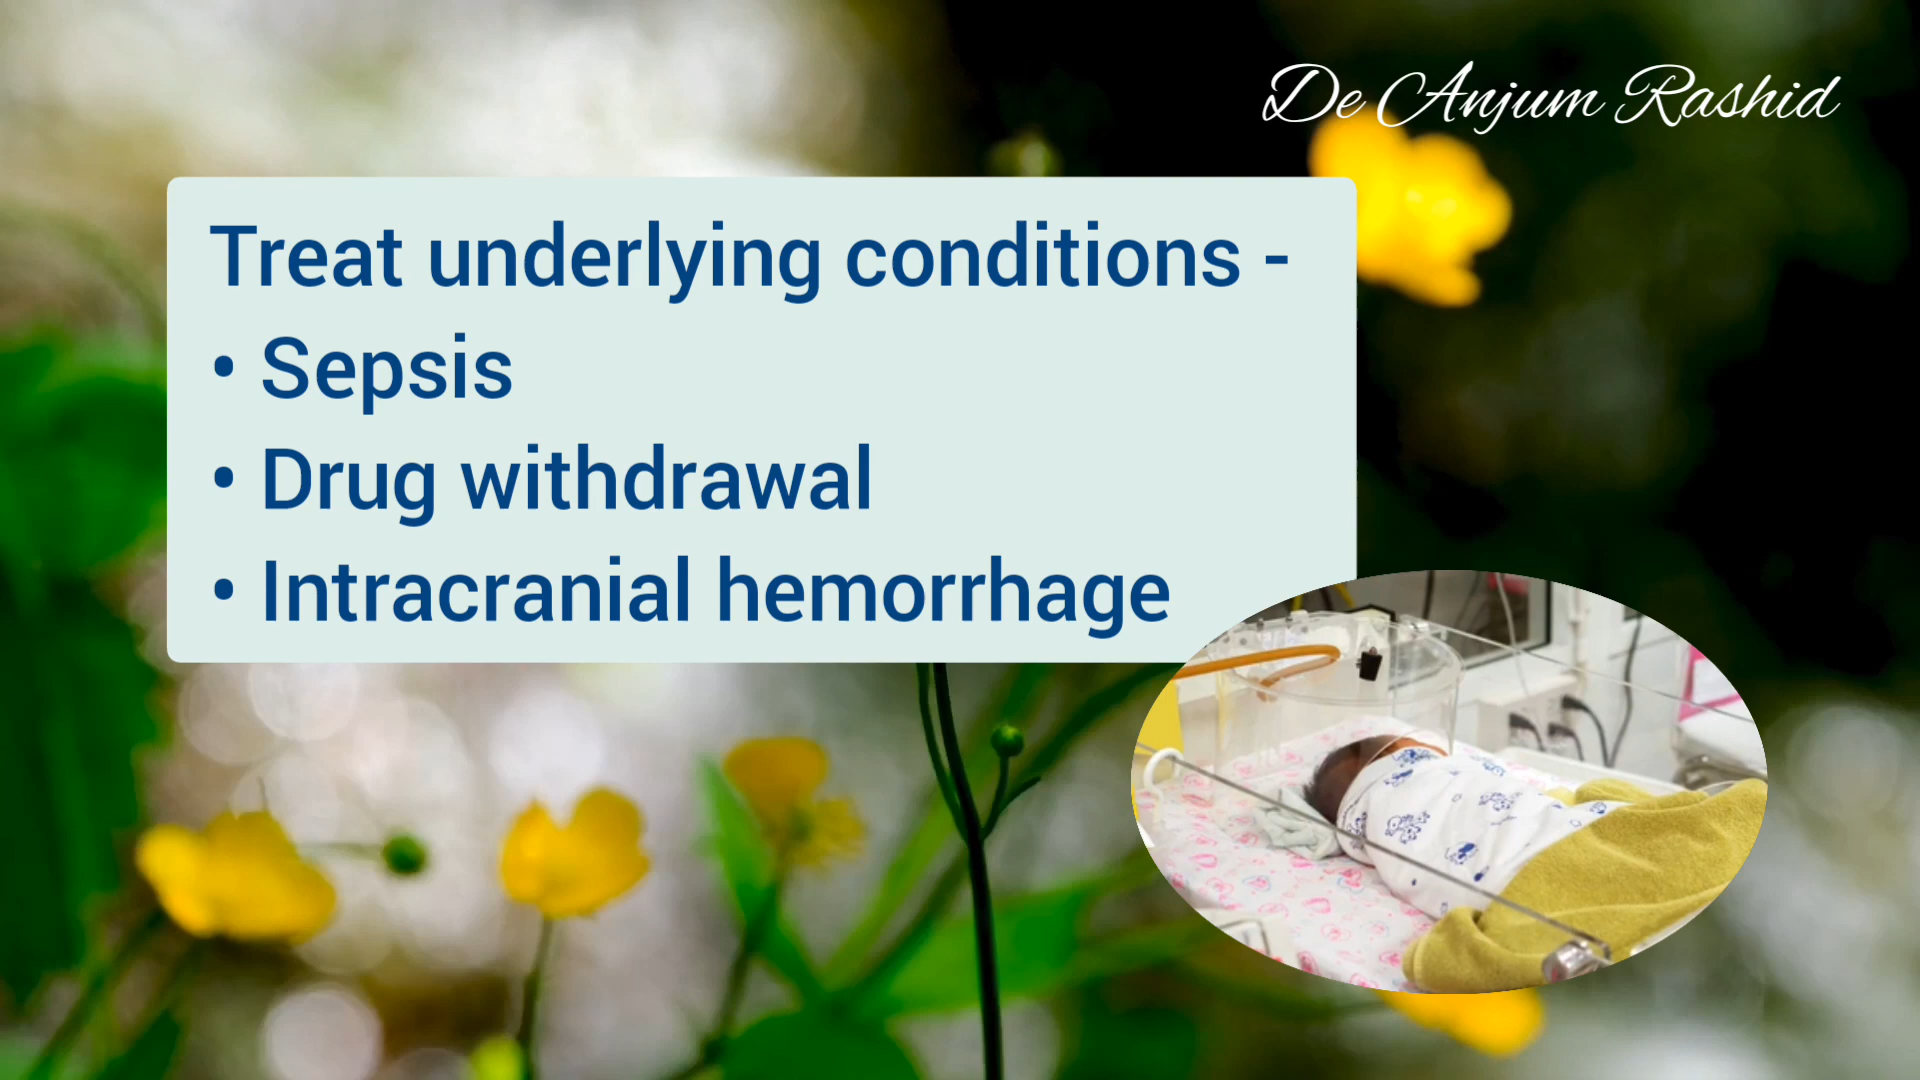 De Anjum Rashid
Treat underlying conditions -
• Sepsis
• Drug withdrawal
• Intracranial hemorrhage